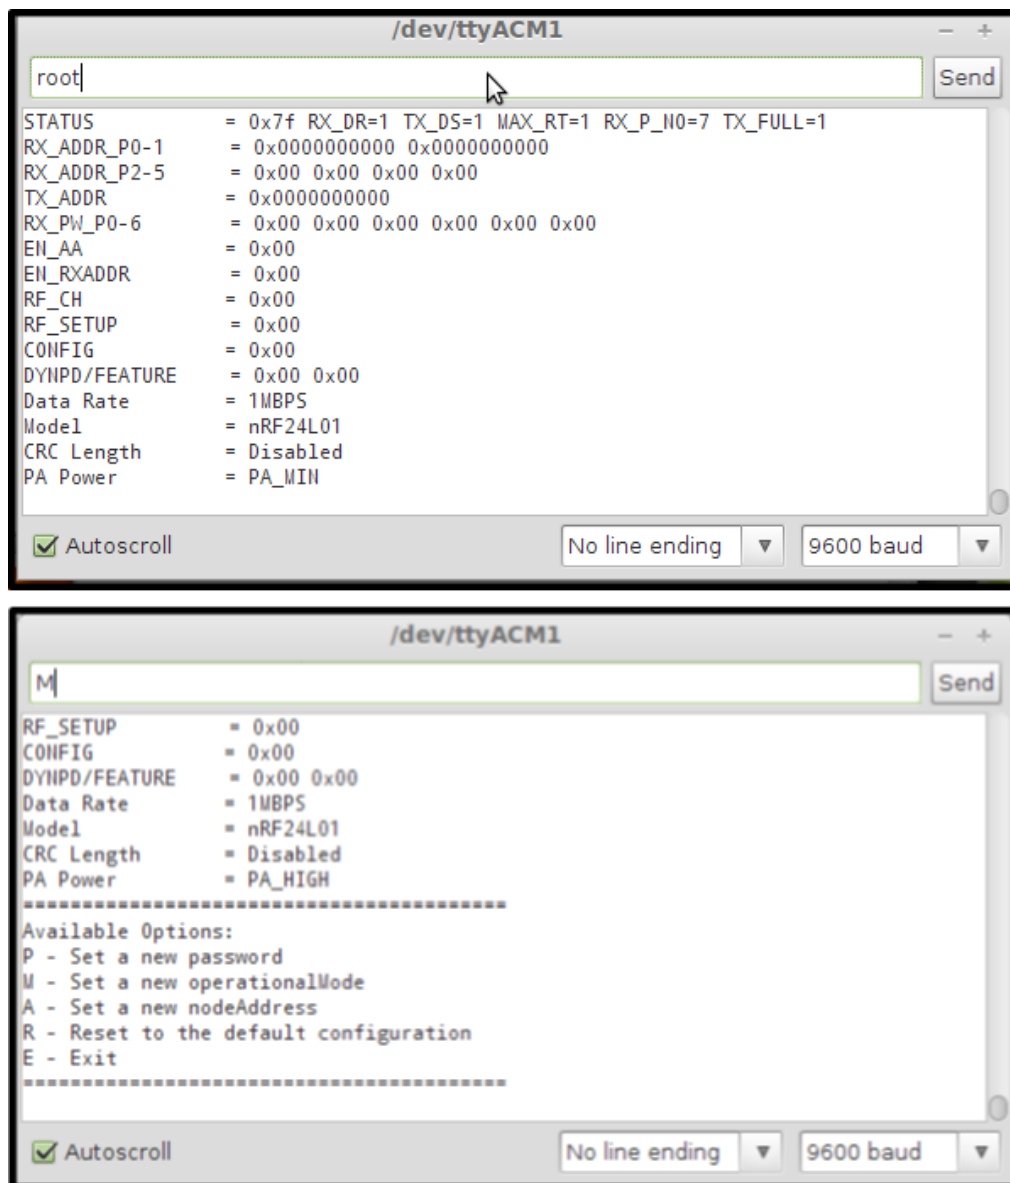 /dev/ttyACM1
root
Send
STATUS = 0x7f RX_DR=1 TX_DS=1 MAX_RT=1 RX_P_NO=7 TX_FULL=1
RX_ADDR_P0-1 = 0x0000000000 0x0000000000
RX_ADDR_P2-5 = 0x00 0x00 0x00 0x00
TX_ADDR = 0x0000000000
RX_PW_P0-6 = 0x00 0x00 0x00 0x00 0x00 0x00
EN_AA = 0x00
EN_RXADDR = 0x00
RF_CH = 0x00
RF_SETUP = 0x00
CONFIG = 0x00
DYNPD/FEATURE = 0x00 0x00
Data Rate = 1MBPS
Model = nRF24L01
CRC Length = Disabled
PA Power = PA_MIN
Autoscroll
No line ending
9600 baud
/dev/ttyACM1
M
Send
RF_SETUP = 0x00
CONFIG = 0x00
DYNPD/FEATURE = 0x00 0x00
Data Rate = 1MBPS
Model = nRF24L01
CRC Length = Disabled
PA Power = PA_HIGH
=========================================
Available Options:
P - Set a new password
M - Set a new operationalMode
A - Set a new nodeAddress
R - Reset to the default configuration
E - Exit
=========================================
Autoscroll
No line ending
9600 baud